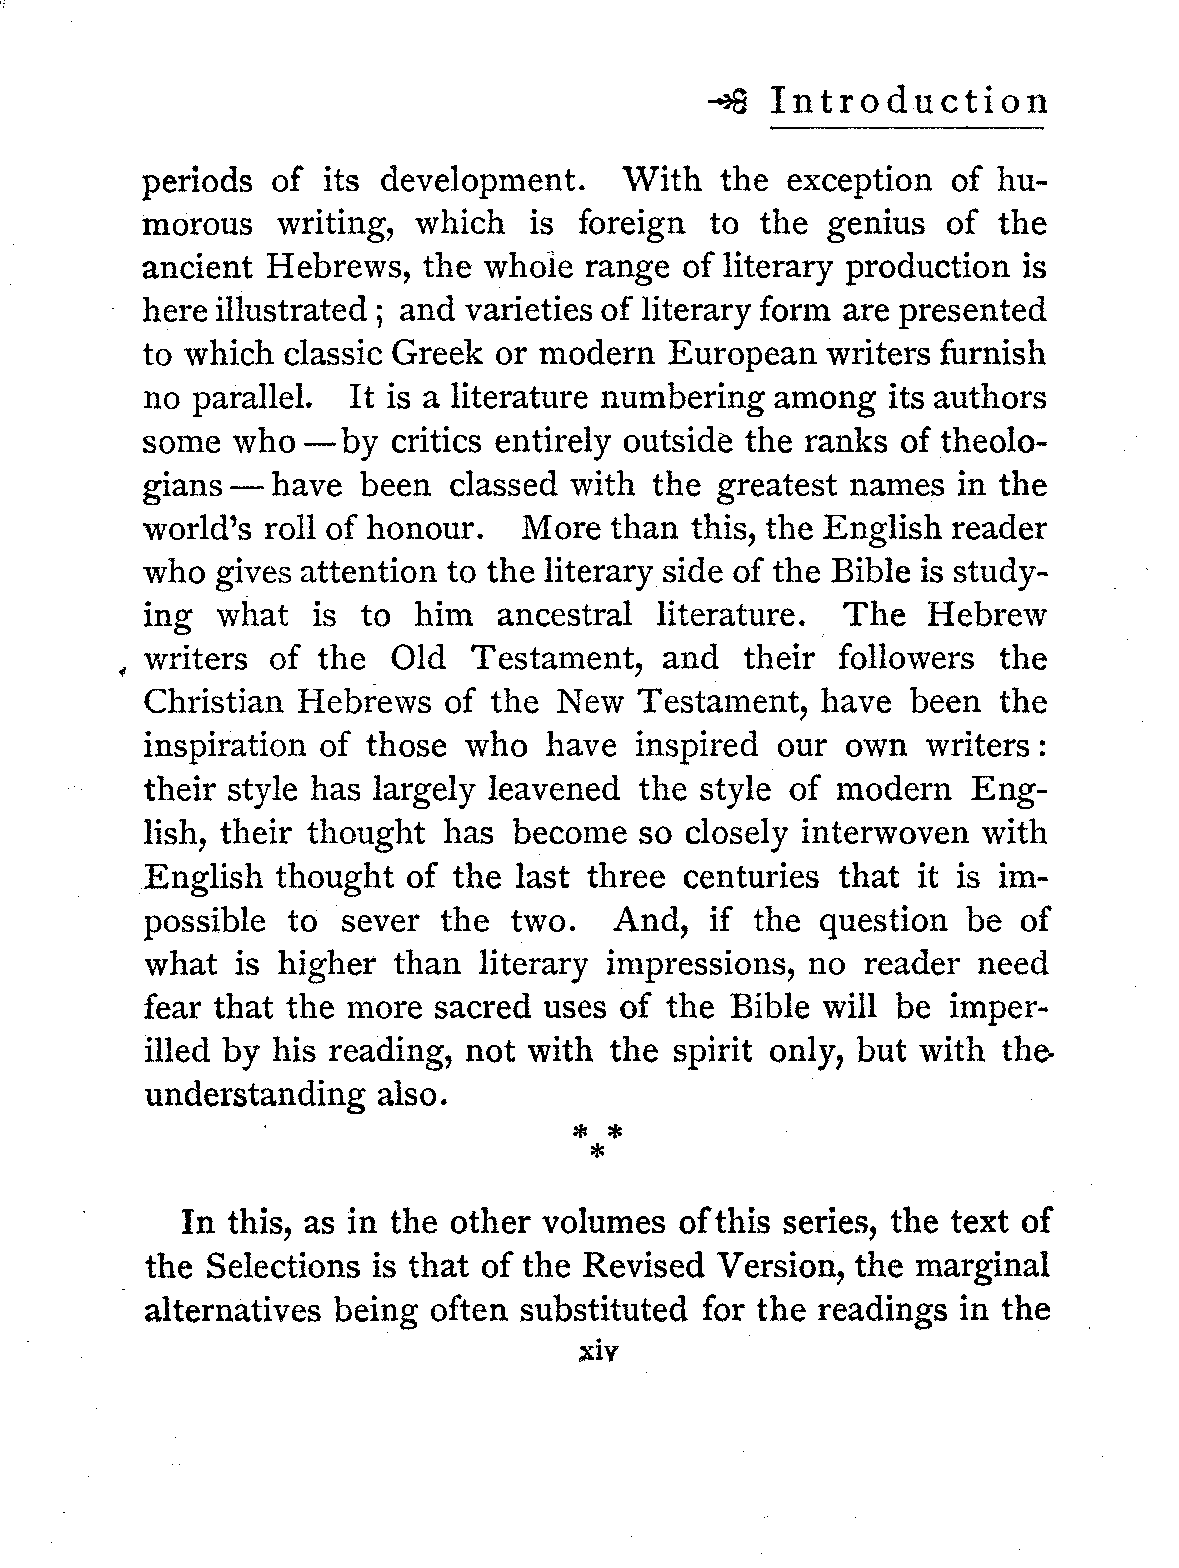 Introduction
periods of its development. With the exception of hu-
morous writing, which is foreign to the genius of the
ancient Hebrews, the whole range of literary production is
here illustrated; and varieties of literary form are presented
to which classic Greek or modern European writers furnish
no parallel. It is a literature numbering among its authors
some who — by critics entirely outside the ranks of theolo-
gians — have been classed with the greatest names in the
world's roll of honour. More than this, the English reader
who gives attention to the literary side of the Bible is study-
ing what is to him ancestral literature. The Hebrew
writers of the Old Testament, and their followers the
Christian Hebrews of the New Testament, have been the
inspiration of those who have inspired our own writers:
their style has largely leavened the style of modern Eng-
lish, their thought has become so closely interwoven with
English thought of the last three centuries that it is im-
possible to sever the two. And, if the question be of
what is higher than literary impressions, no reader need
fear that the more sacred uses of the Bible will be imper-
illed by his reading, not with the spirit only, but with the
understanding also.
* *
*
In this, as in the other volumes of this series, the text of
the Selections is that of the Revised Version, the marginal
alternatives being often substituted for the readings in the
xiv